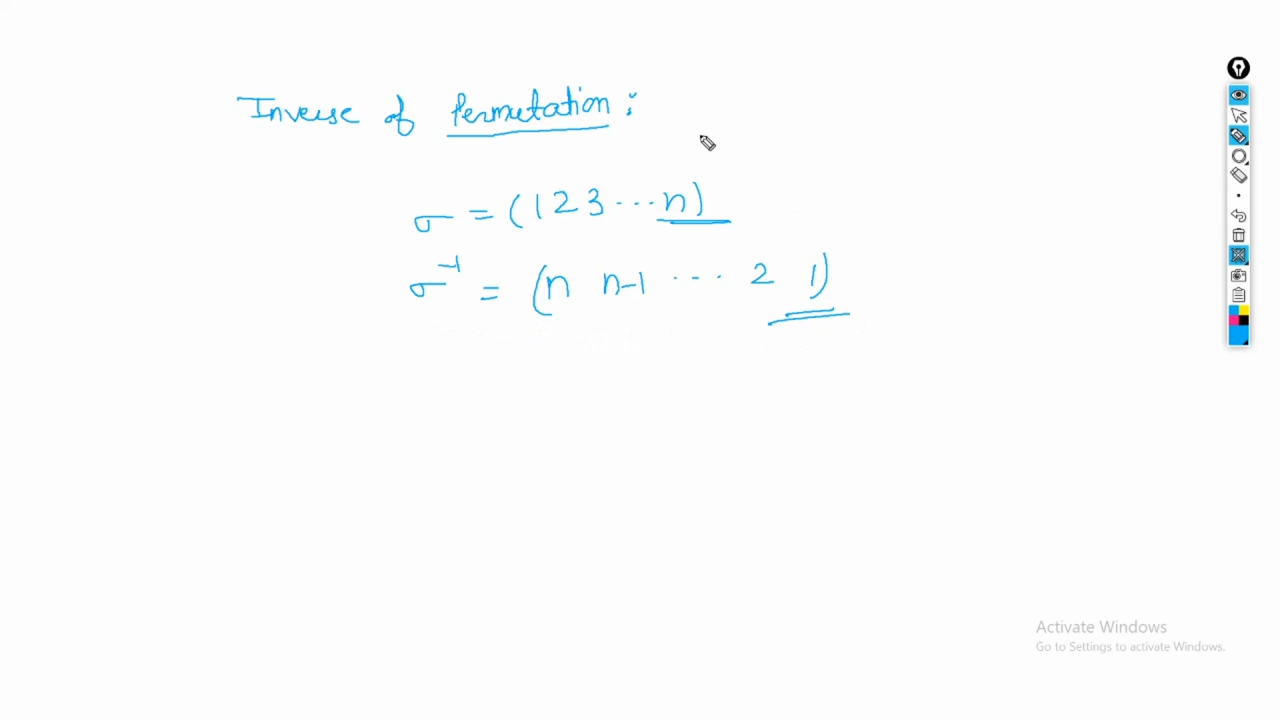 Inverse of Permutation:
σ = (1 2 3 ... n)
σ⁻¹ = (n n-1 ... 2 1)
Activate Windows
Go to Settings to activate Windows.